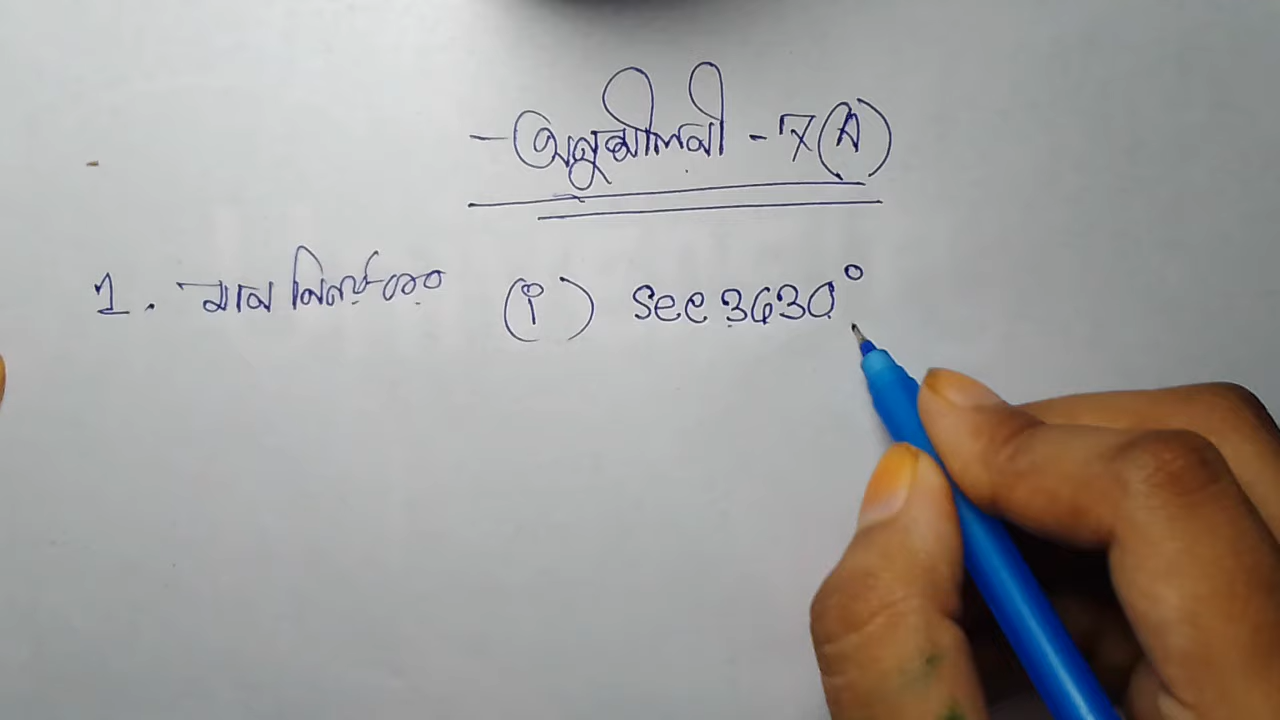 -অনুশীলনী - 7(A)
1. মান নির্ণয় কর (i) sec 3630°